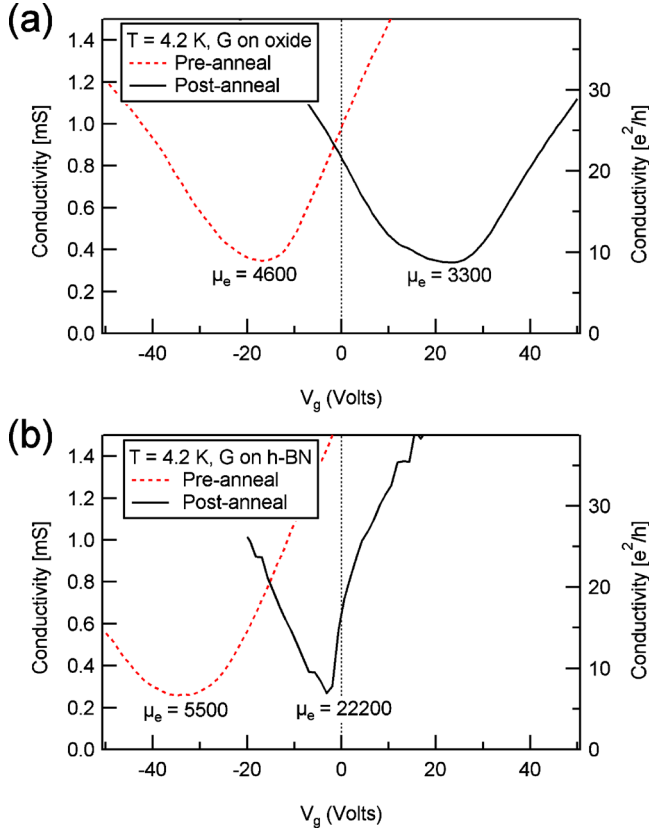 (a)
T = 4.2 K, G on oxide
Pre-anneal
Post-anneal
1.4
1.2
1.0
0.8
0.6
0.4
0.2
0.0
Conductivity [mS]
30
20
10
0
Conductivity [e²/h]
μe = 4600
μe = 3300
-40
-20
0
20
40
Vg (Volts)
(b)
T = 4.2 K, G on h-BN
Pre-anneal
Post-anneal
1.4
1.2
1.0
0.8
0.6
0.4
0.2
0.0
Conductivity [mS]
30
20
10
0
Conductivity [e²/h]
μe = 5500
μe = 22200
-40
-20
0
20
40
Vg (Volts)